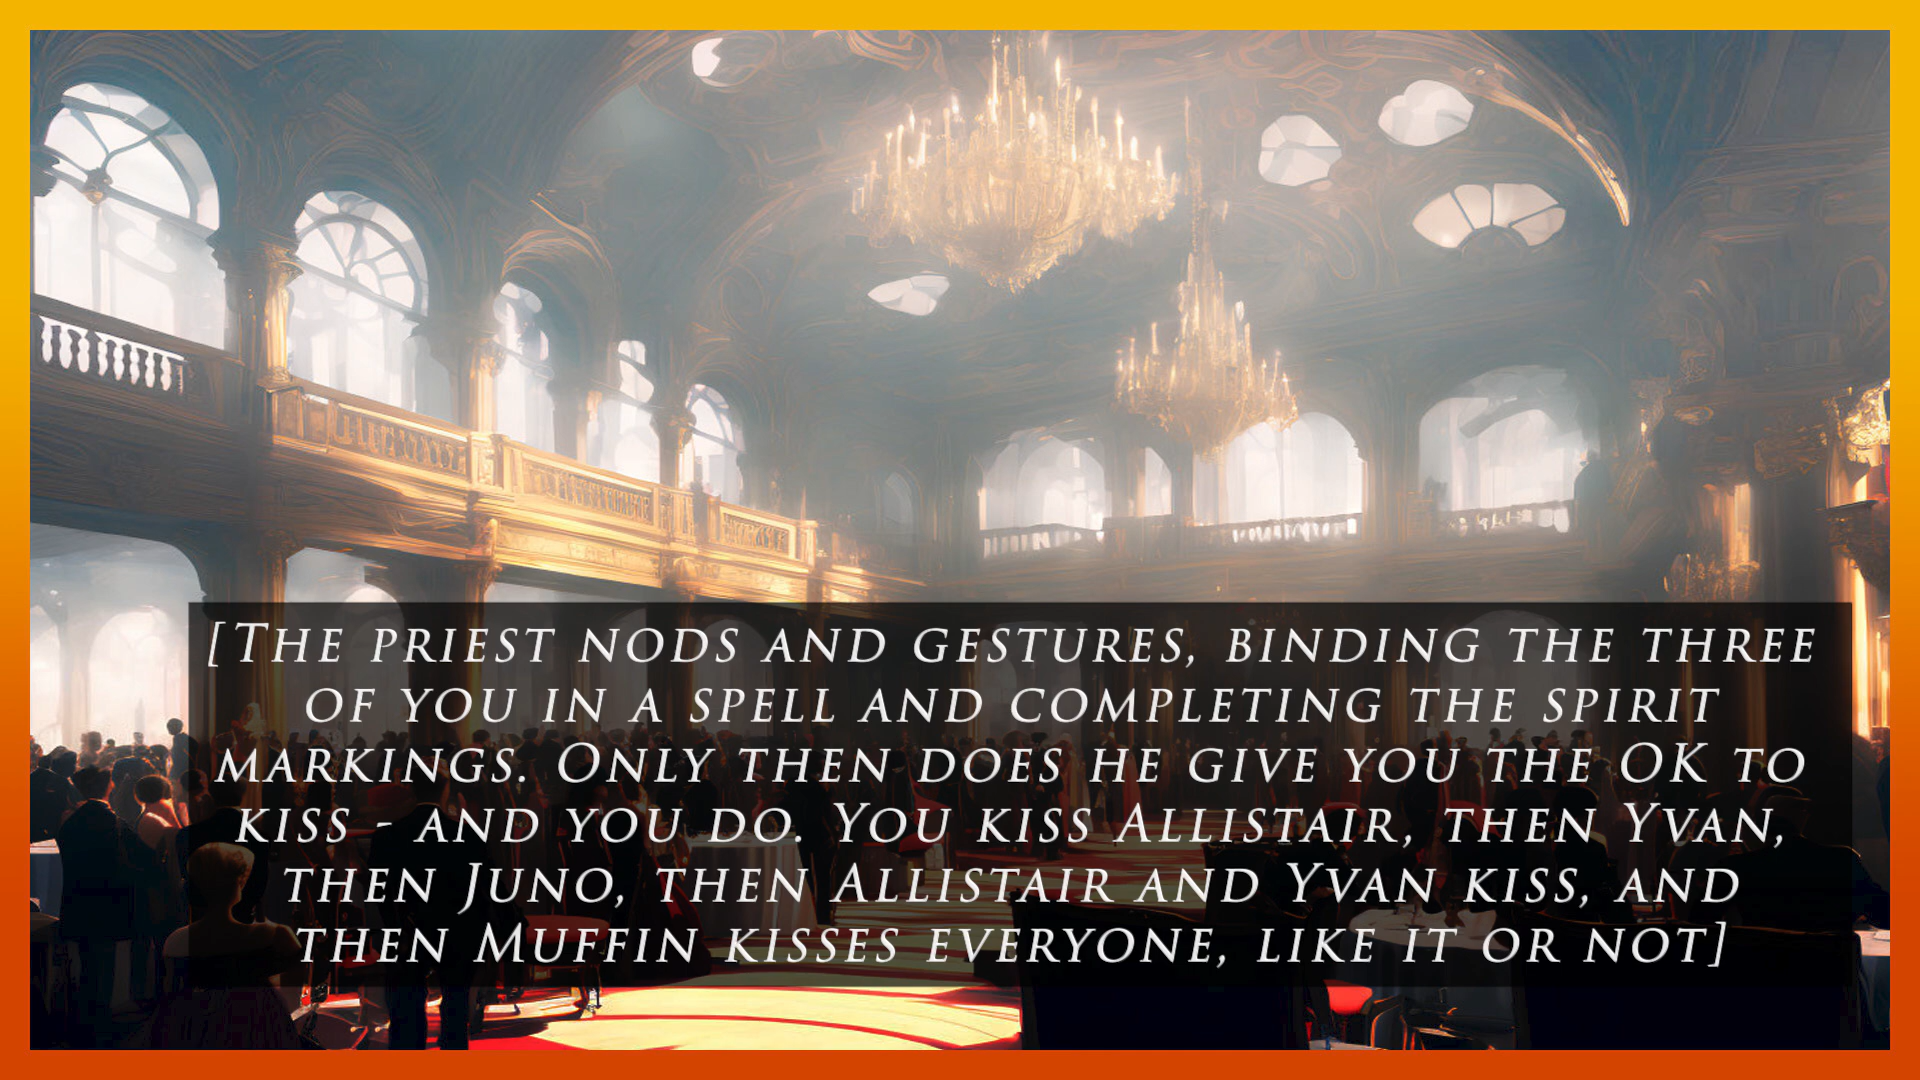 [The priest nods and gestures, binding the three
of you in a spell and completing the spirit
markings. Only then does he give you the OK to
kiss - and you do. You kiss Allistair, then Yvan,
then Juno, then Allistair and Yvan kiss, and
then Muffin kisses everyone, like it or not]